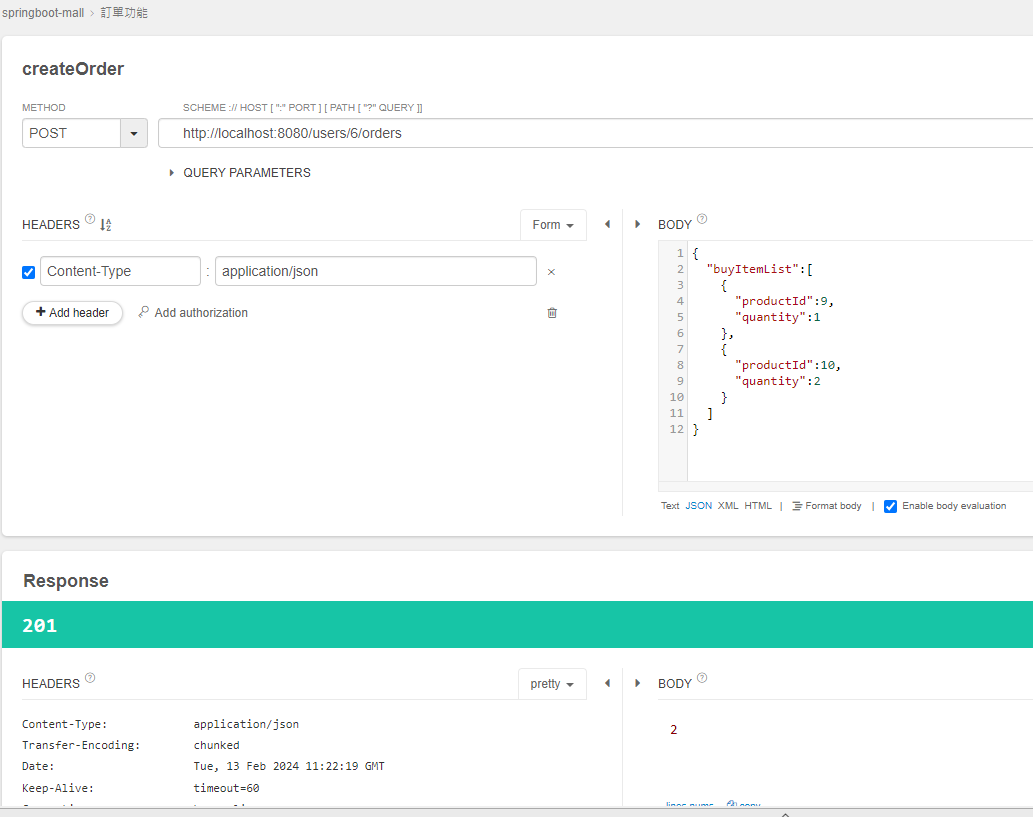 springboot-mall › 訂單功能
createOrder
METHOD
SCHEME :// HOST [ ":" PORT ] [ PATH [ "?" QUERY ]]
POST
http://localhost:8080/users/6/orders
QUERY PARAMETERS
HEADERS ? A Z
Form
BODY ?
Content-Type : application/json ×
+ Add header
Add authorization
1 {
2   "buyItemList":[
3     {
4       "productId":9,
5       "quantity":1
6     },
7     {
8       "productId":10,
9       "quantity":2
10     }
11   ]
12 }
Text JSON XML HTML | Format body | Enable body evaluation
Response
201
HEADERS ?
pretty
BODY ?
Content-Type: application/json
Transfer-Encoding: chunked
Date: Tue, 13 Feb 2024 11:22:19 GMT
Keep-Alive: timeout=60
2
lines nums copy